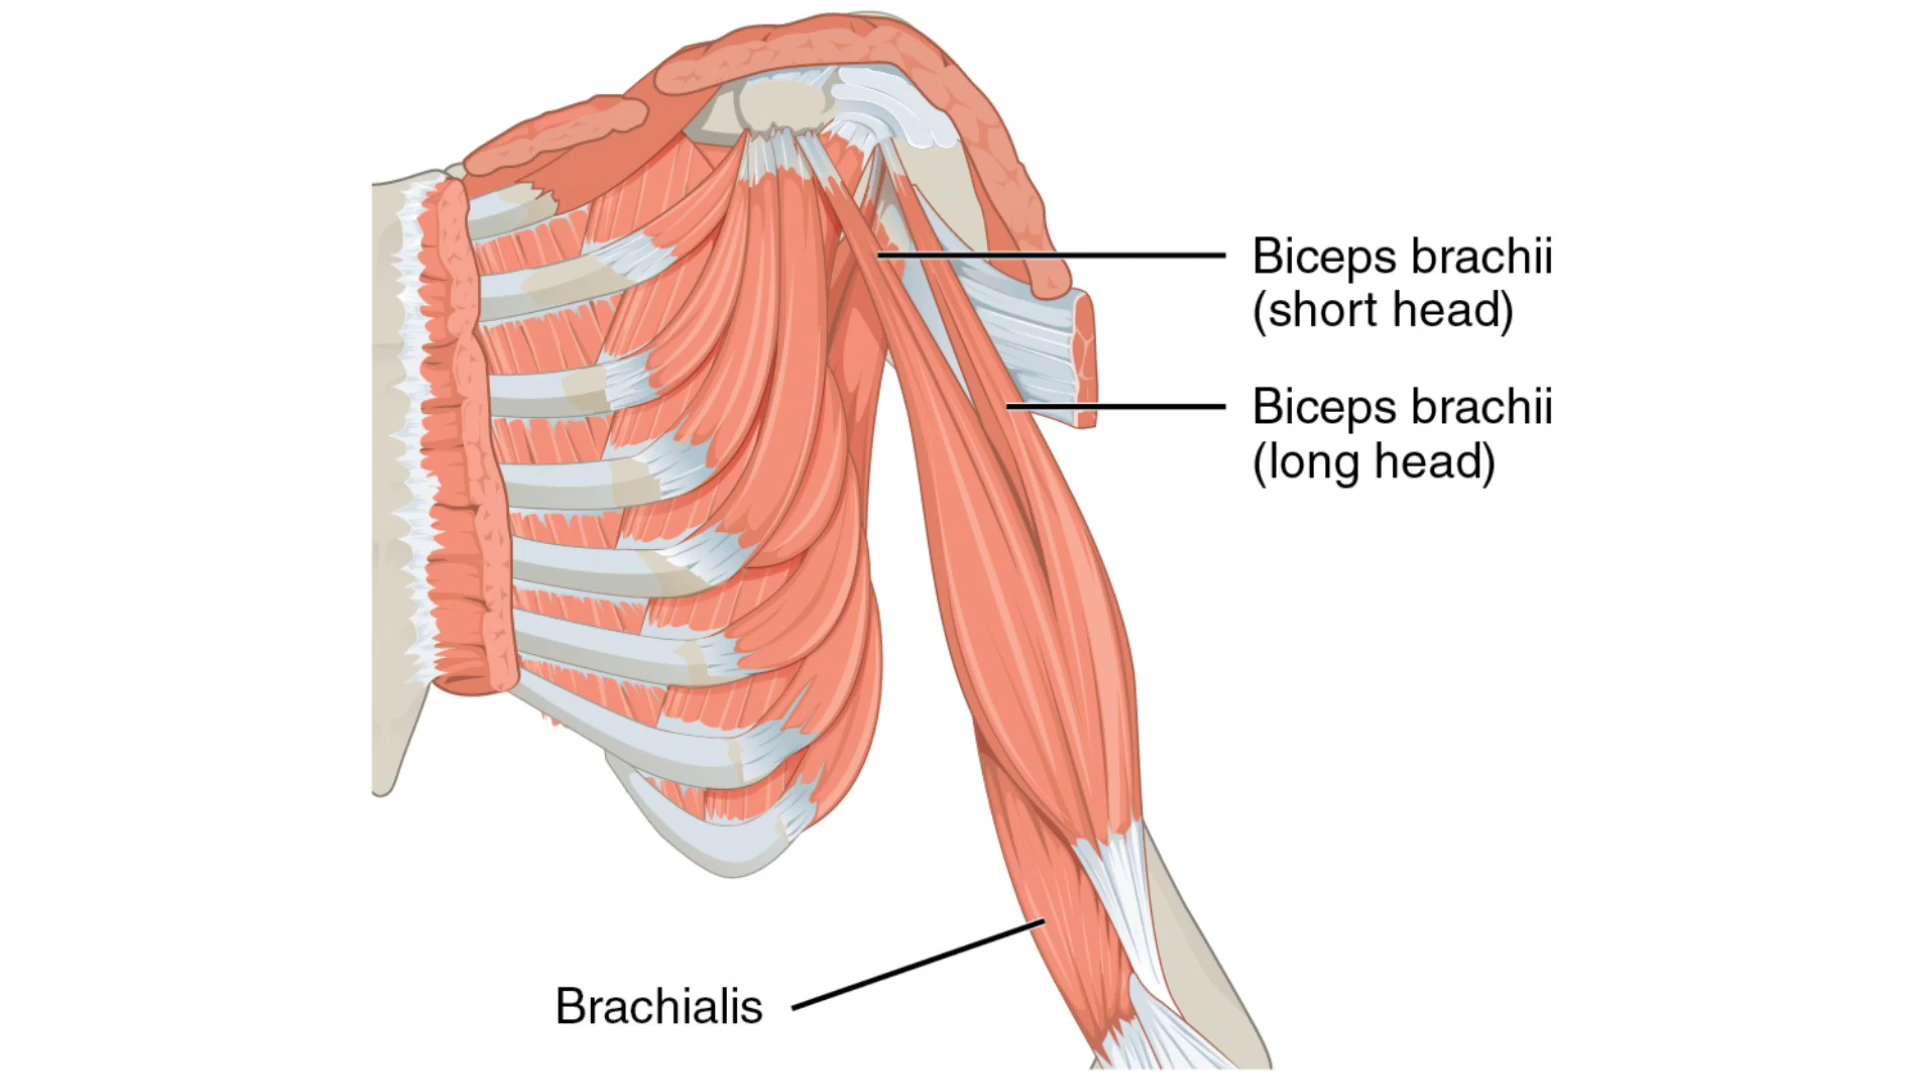 Biceps brachii
(short head)
Biceps brachii
(long head)
Brachialis